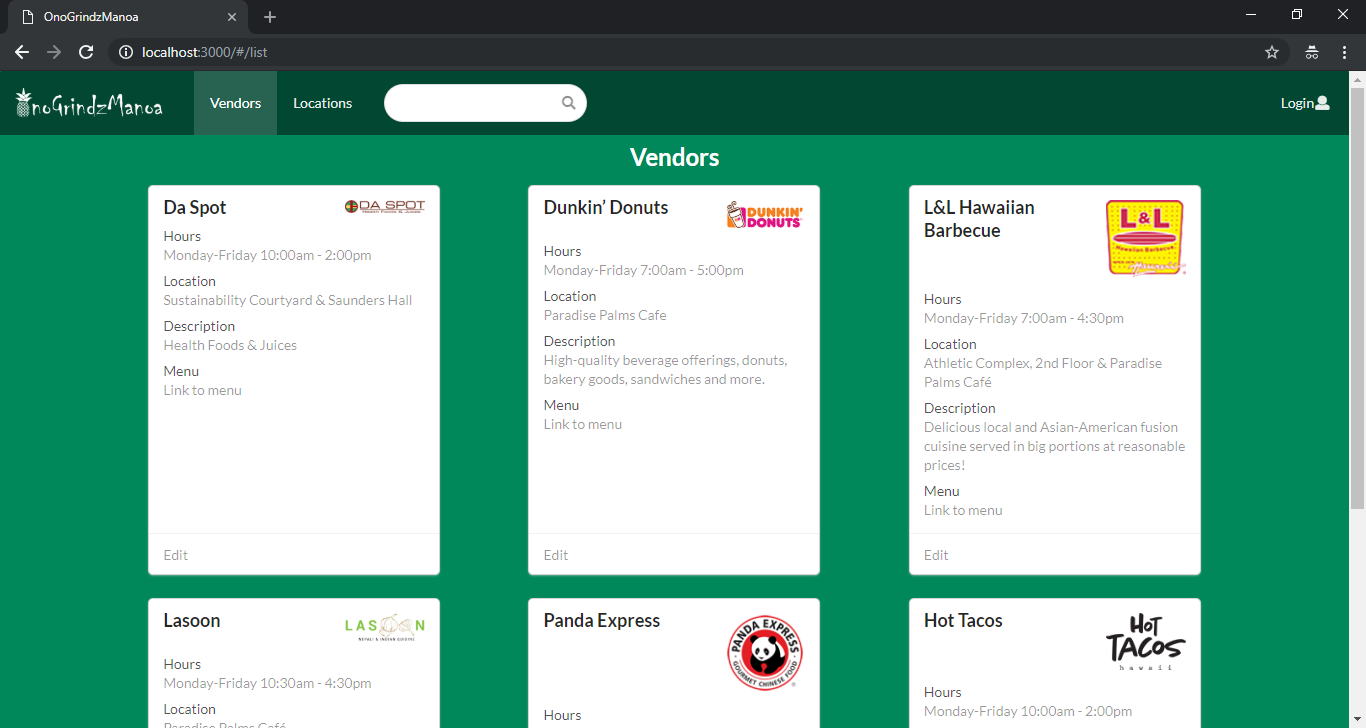 OnoGrindzManoa
localhost:3000/#/list
noGrindzManoa
Vendors
Locations
Login
Vendors
Da Spot
DA SPOT
Health Foods & Juices
Hours
Monday-Friday 10:00am - 2:00pm
Location
Sustainability Courtyard & Saunders Hall
Description
Health Foods & Juices
Menu
Link to menu
Edit
Dunkin’ Donuts
DUNKIN'
DONUTS
Hours
Monday-Friday 7:00am - 5:00pm
Location
Paradise Palms Cafe
Description
High-quality beverage offerings, donuts,
bakery goods, sandwiches and more.
Menu
Link to menu
Edit
L&L Hawaiian
Barbecue
L&L
Hawaiian Barbecue
Hours
Monday-Friday 7:00am - 4:30pm
Location
Athletic Complex, 2nd Floor & Paradise
Palms Café
Description
Delicious local and Asian-American fusion
cuisine served in big portions at reasonable
prices!
Menu
Link to menu
Edit
Lasoon
LASOON
NEPALI & INDIAN CUISINE
Hours
Monday-Friday 10:30am - 4:30pm
Location
Paradise Palms Café
Panda Express
PANDA EXPRESS
GOURMET CHINESE FOOD
Hours
Hot Tacos
HOT
TACOS
hawaii
Hours
Monday-Friday 10:00am - 2:00pm